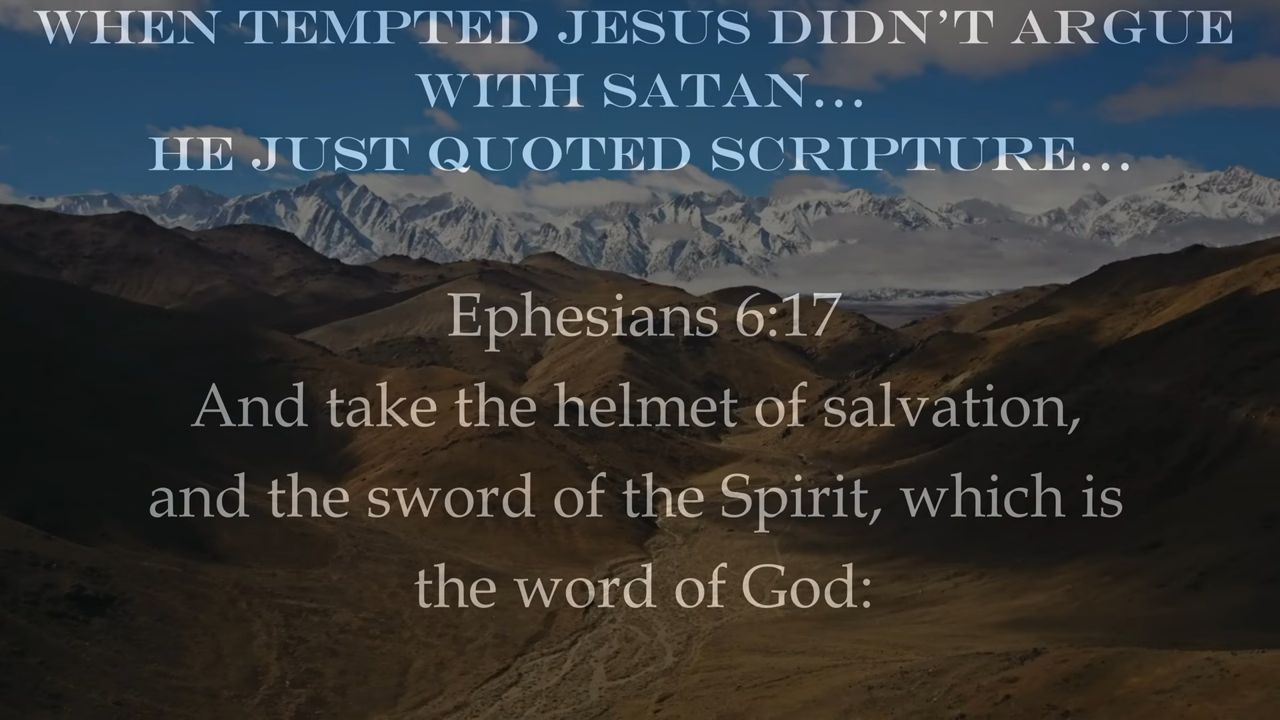 WHEN TEMPTED JESUS DIDN'T ARGUE
WITH SATAN...
HE JUST QUOTED SCRIPTURE...
Ephesians 6:17
And take the helmet of salvation,
and the sword of the Spirit, which is
the word of God: